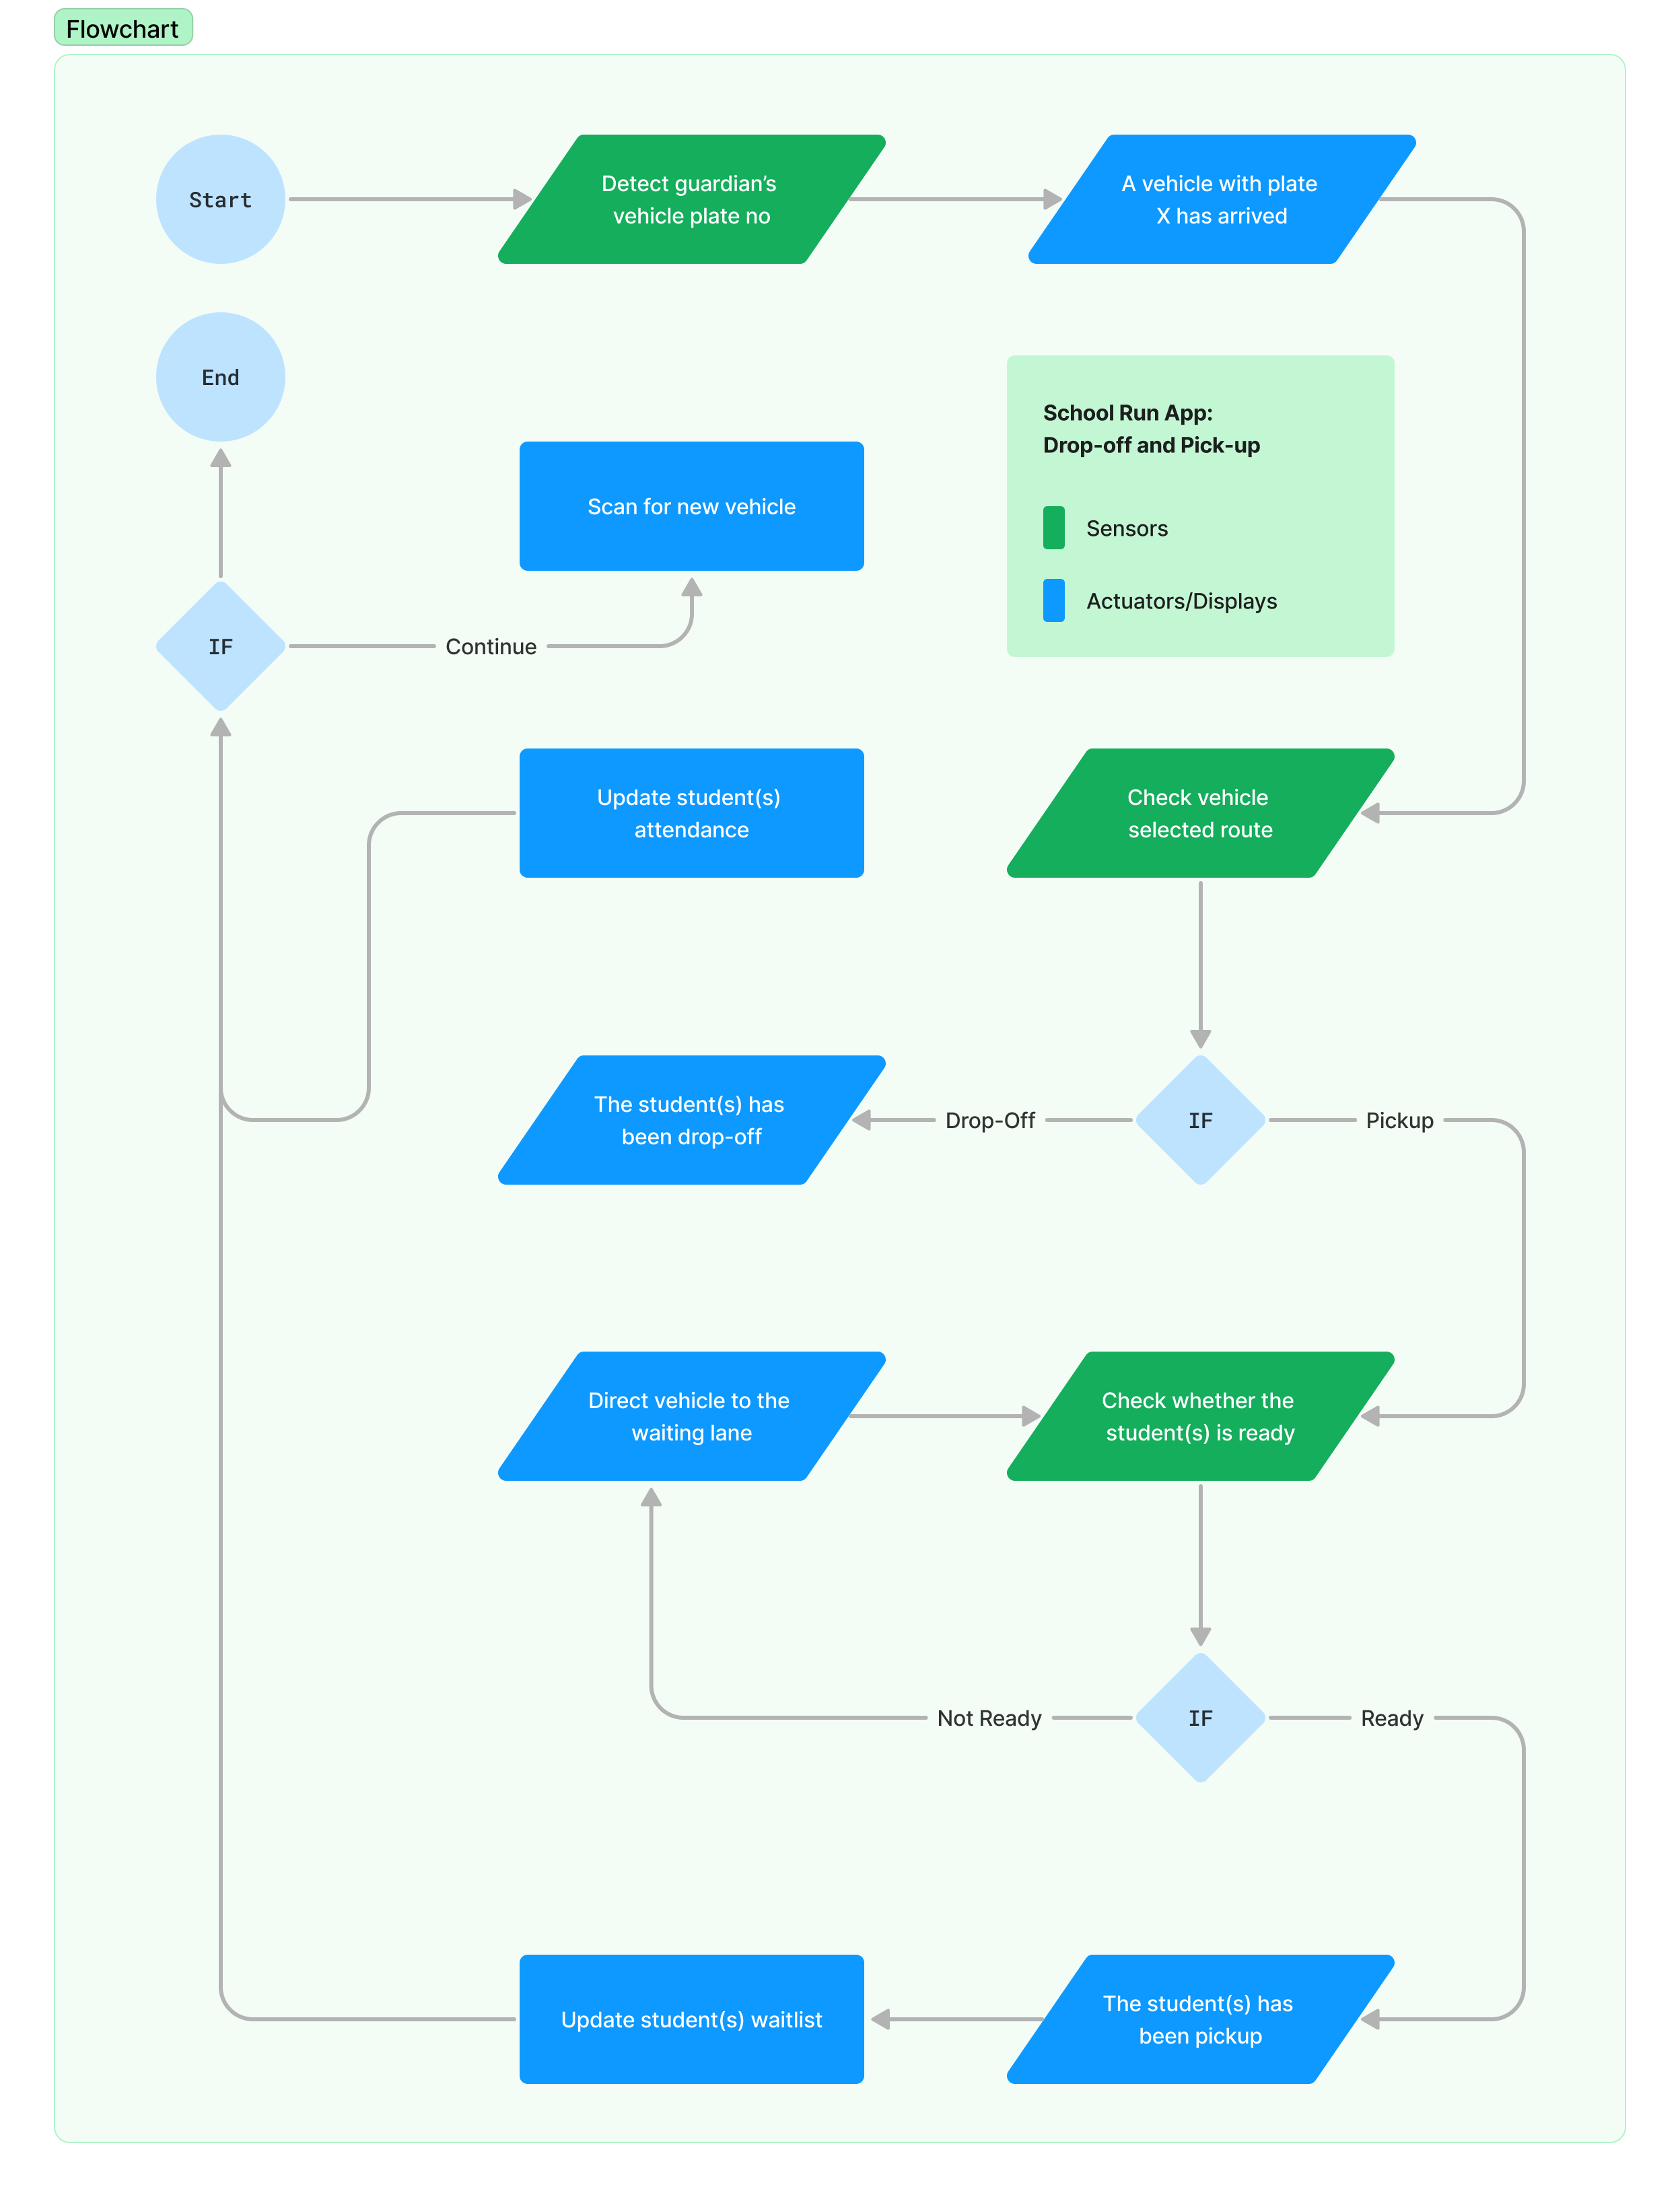 Flowchart
Start
Detect guardian’s
vehicle plate no
A vehicle with plate
X has arrived
End
School Run App:
Drop-off and Pick-up
Sensors
Actuators/Displays
Scan for new vehicle
IF
Continue
Update student(s)
attendance
Check vehicle
selected route
The student(s) has
been drop-off
Drop-Off
IF
Pickup
Direct vehicle to the
waiting lane
Check whether the
student(s) is ready
Not Ready
IF
Ready
Update student(s) waitlist
The student(s) has
been pickup